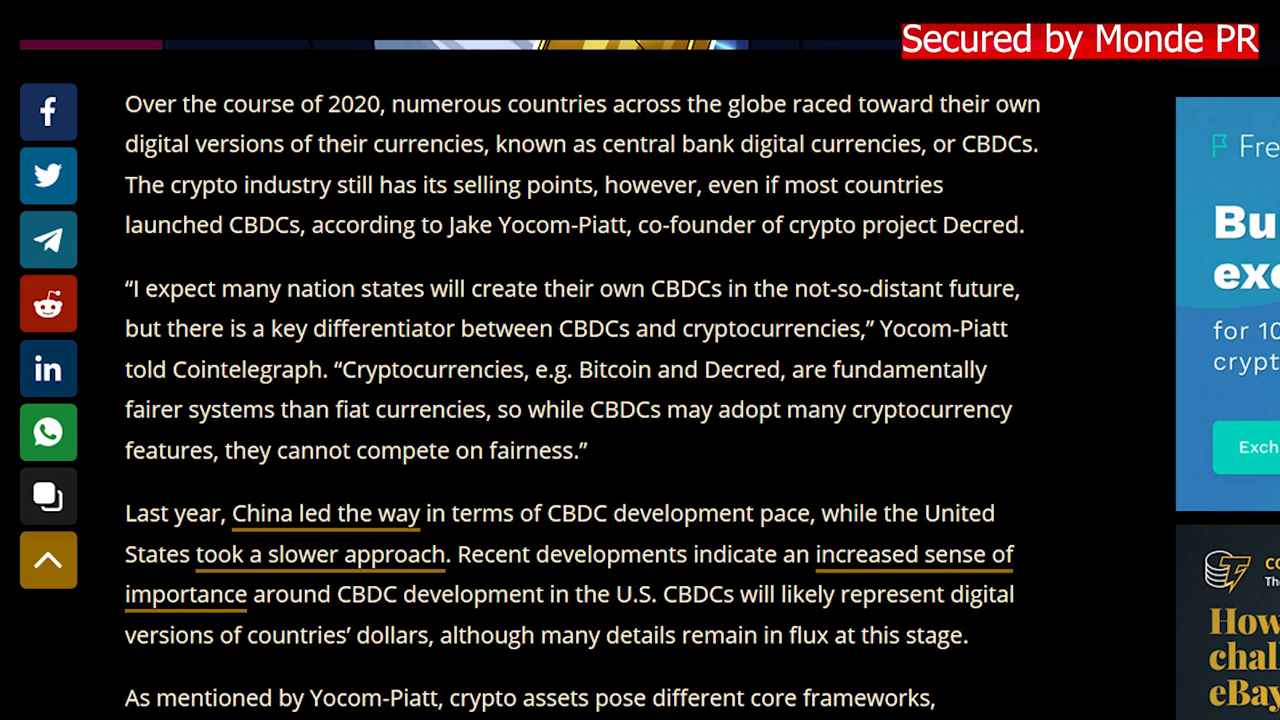 Secured by Monde PR
Over the course of 2020, numerous countries across the globe raced toward their own
digital versions of their currencies, known as central bank digital currencies, or CBDCs.
The crypto industry still has its selling points, however, even if most countries
launched CBDCs, according to Jake Yocom-Piatt, co-founder of crypto project Decred.
“I expect many nation states will create their own CBDCs in the not-so-distant future,
but there is a key differentiator between CBDCs and cryptocurrencies,” Yocom-Piatt
told Cointelegraph. “Cryptocurrencies, e.g. Bitcoin and Decred, are fundamentally
fairer systems than fiat currencies, so while CBDCs may adopt many cryptocurrency
features, they cannot compete on fairness.”
Last year, China led the way in terms of CBDC development pace, while the United
States took a slower approach. Recent developments indicate an increased sense of
importance around CBDC development in the U.S. CBDCs will likely represent digital
versions of countries’ dollars, although many details remain in flux at this stage.
As mentioned by Yocom-Piatt, crypto assets pose different core frameworks,
Fre
Bu
exc
for 10
crypt
Exch
CO
The
How
chal
eBay